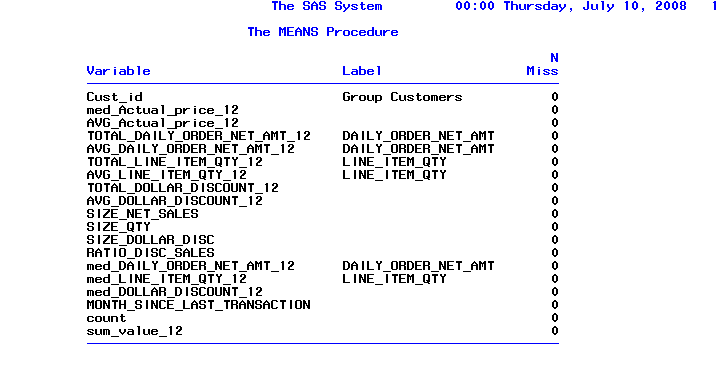 The SAS System 00:00 Thursday, July 10, 2008 1
The MEANS Procedure
N
Variable Label Miss
Cust_id Group Customers 0
med_Actual_price_12 0
AVG_Actual_price_12 0
TOTAL_DAILY_ORDER_NET_AMT_12 DAILY_ORDER_NET_AMT 0
AVG_DAILY_ORDER_NET_AMT_12 DAILY_ORDER_NET_AMT 0
TOTAL_LINE_ITEM_QTY_12 LINE_ITEM_QTY 0
AVG_LINE_ITEM_QTY_12 LINE_ITEM_QTY 0
TOTAL_DOLLAR_DISCOUNT_12 0
AVG_DOLLAR_DISCOUNT_12 0
SIZE_NET_SALES 0
SIZE_QTY 0
SIZE_DOLLAR_DISC 0
RATIO_DISC_SALES 0
med_DAILY_ORDER_NET_AMT_12 DAILY_ORDER_NET_AMT 0
med_LINE_ITEM_QTY_12 LINE_ITEM_QTY 0
med_DOLLAR_DISCOUNT_12 0
MONTH_SINCE_LAST_TRANSACTION 0
count 0
sum_value_12 0